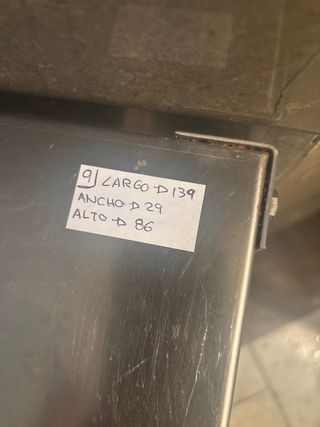 9 LARGO → 139
ANCHO → 29
ALTO → 86